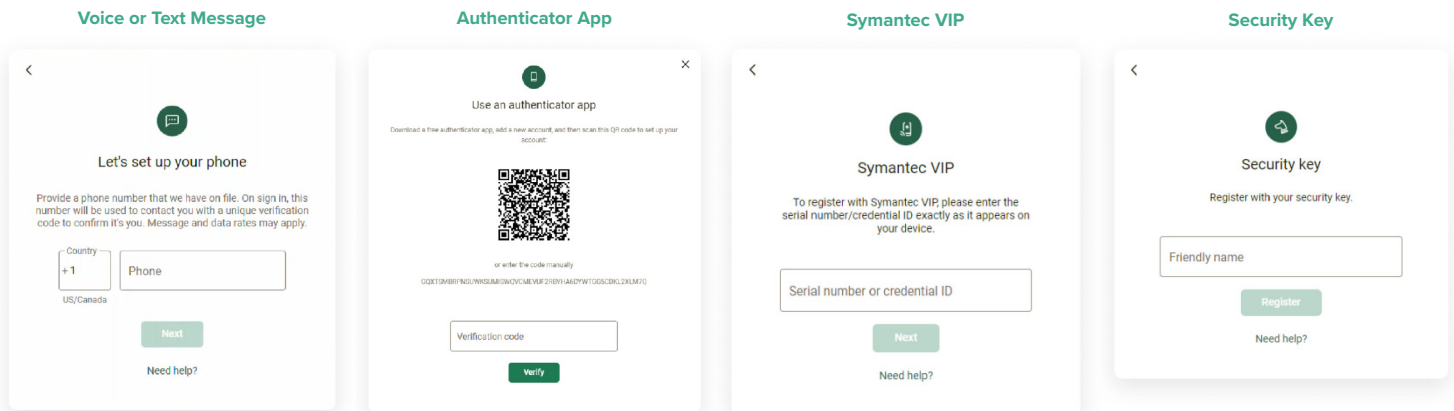 Voice or Text Message
Let's set up your phone
Provide a phone number that we have on file. On sign in, this
number will be used to contact you with a unique verification
code to confirm it's you. Message and data rates may apply.
Country
+ 1
Phone
US/Canada
Next
Need help?
Authenticator App
Use an authenticator app
Download a free authenticator app, add a new account, and then scan this QR code to set up your
account:
or enter the code manually
Verification code
Verify
Symantec VIP
Symantec VIP
To register with Symantec VIP, please enter the
serial number/credential ID exactly as it appears on
your device.
Serial number or credential ID
Next
Need help?
Security Key
Security key
Register with your security key.
Friendly name
Register
Need help?